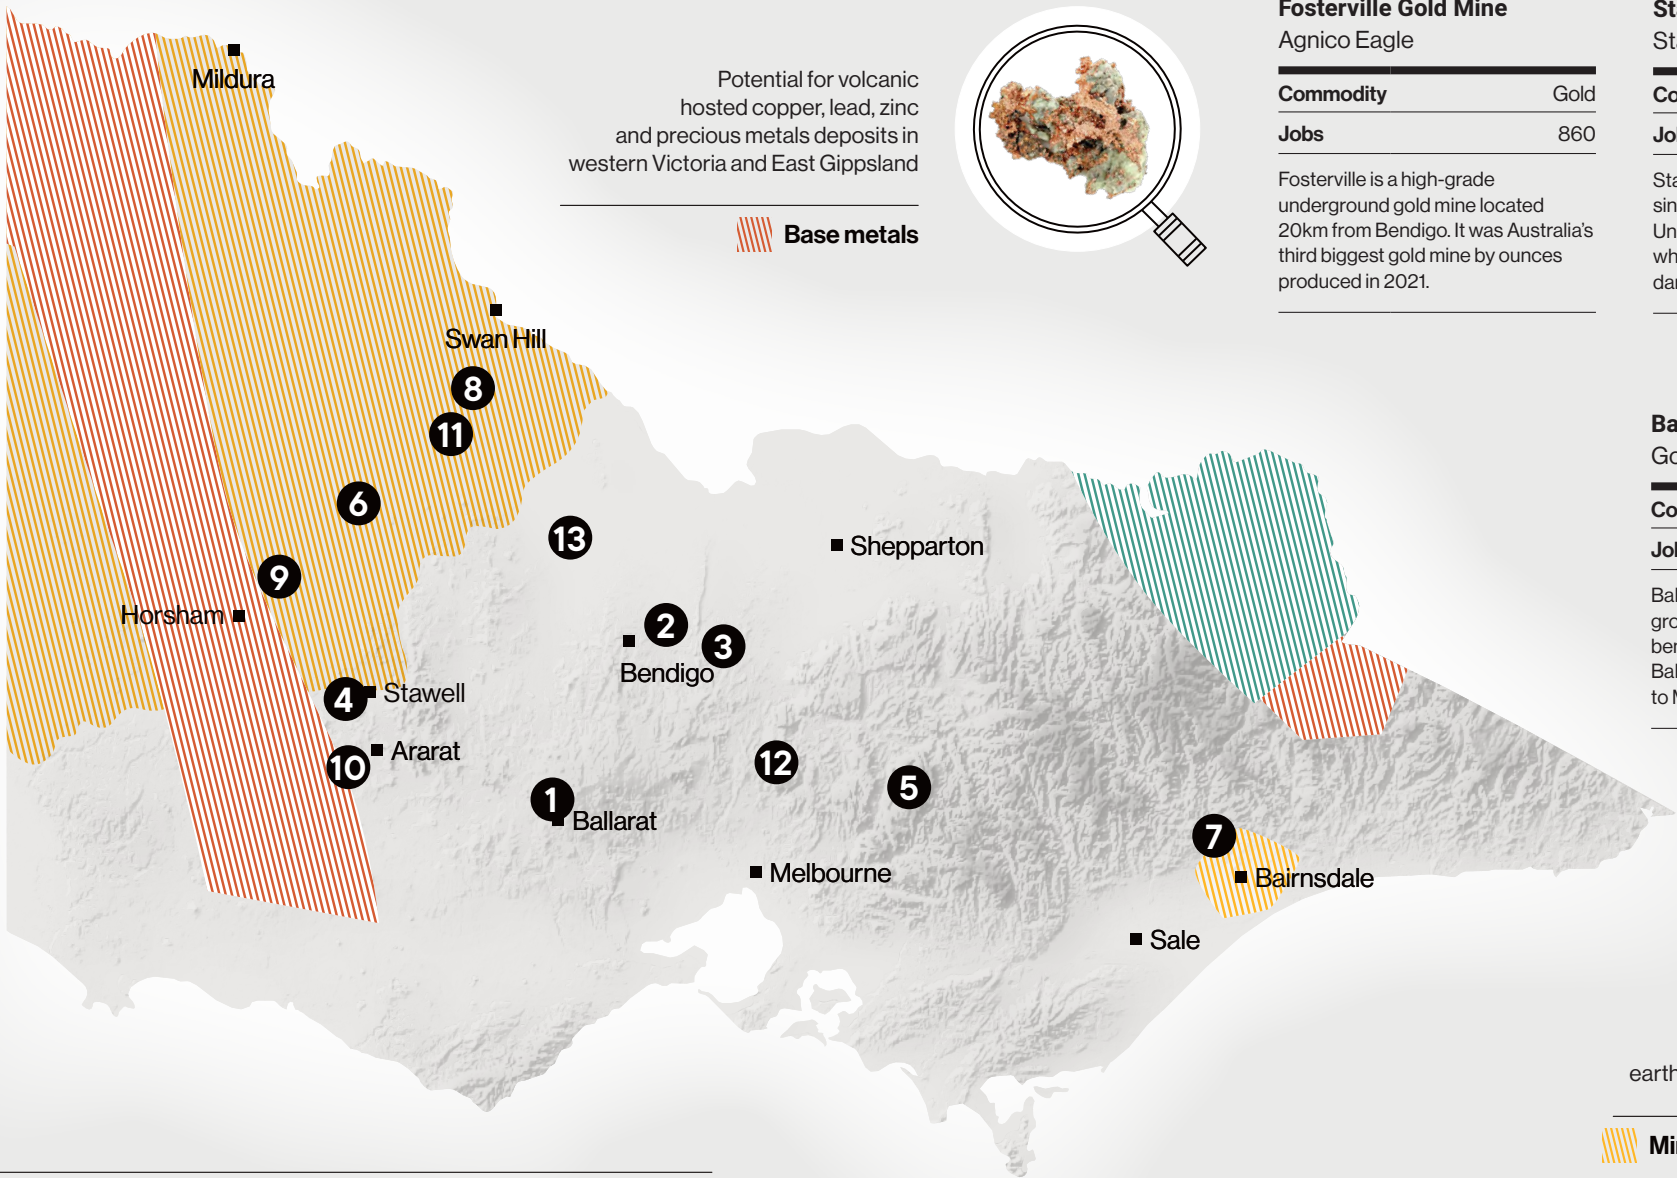 Fosterville Gold Mine
Agnico Eagle
Commodity Gold
Jobs 860
Fosterville is a high-grade
underground gold mine located
20km from Bendigo. It was Australia's
third biggest gold mine by ounces
produced in 2021.
Potential for volcanic
hosted copper, lead, zinc
and precious metals deposits in
western Victoria and East Gippsland
Base metals
Mildura
Swan Hill
8
11
6
13
Shepparton
9
Horsham
2
3
Bendigo
4
Stawell
10
Ararat
12
5
1
Ballarat
7
Melbourne
Bairnsdale
Sale